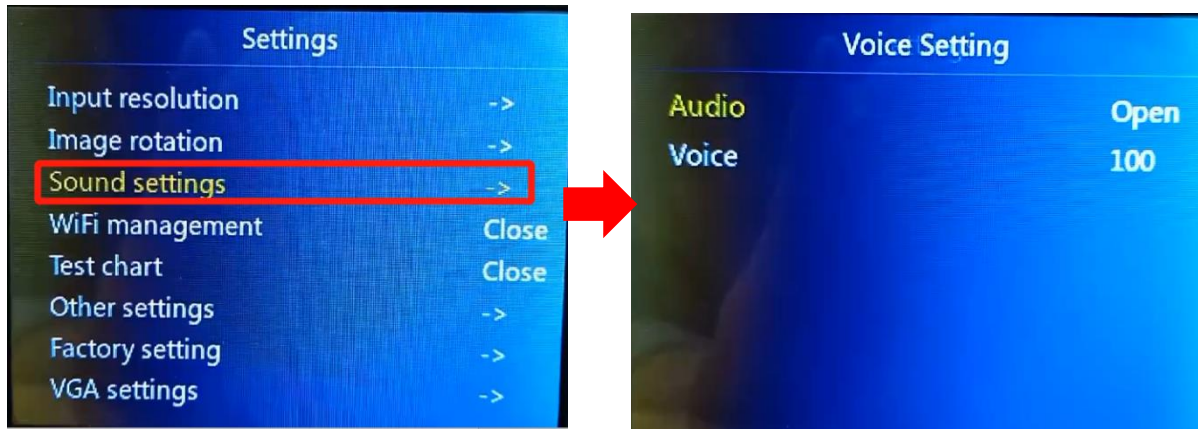 Settings
Input resolution ->
Image rotation ->
Sound settings ->
WiFi management Close
Test chart Close
Other settings ->
Factory setting ->
VGA settings ->
Voice Setting
Audio Open
Voice 100